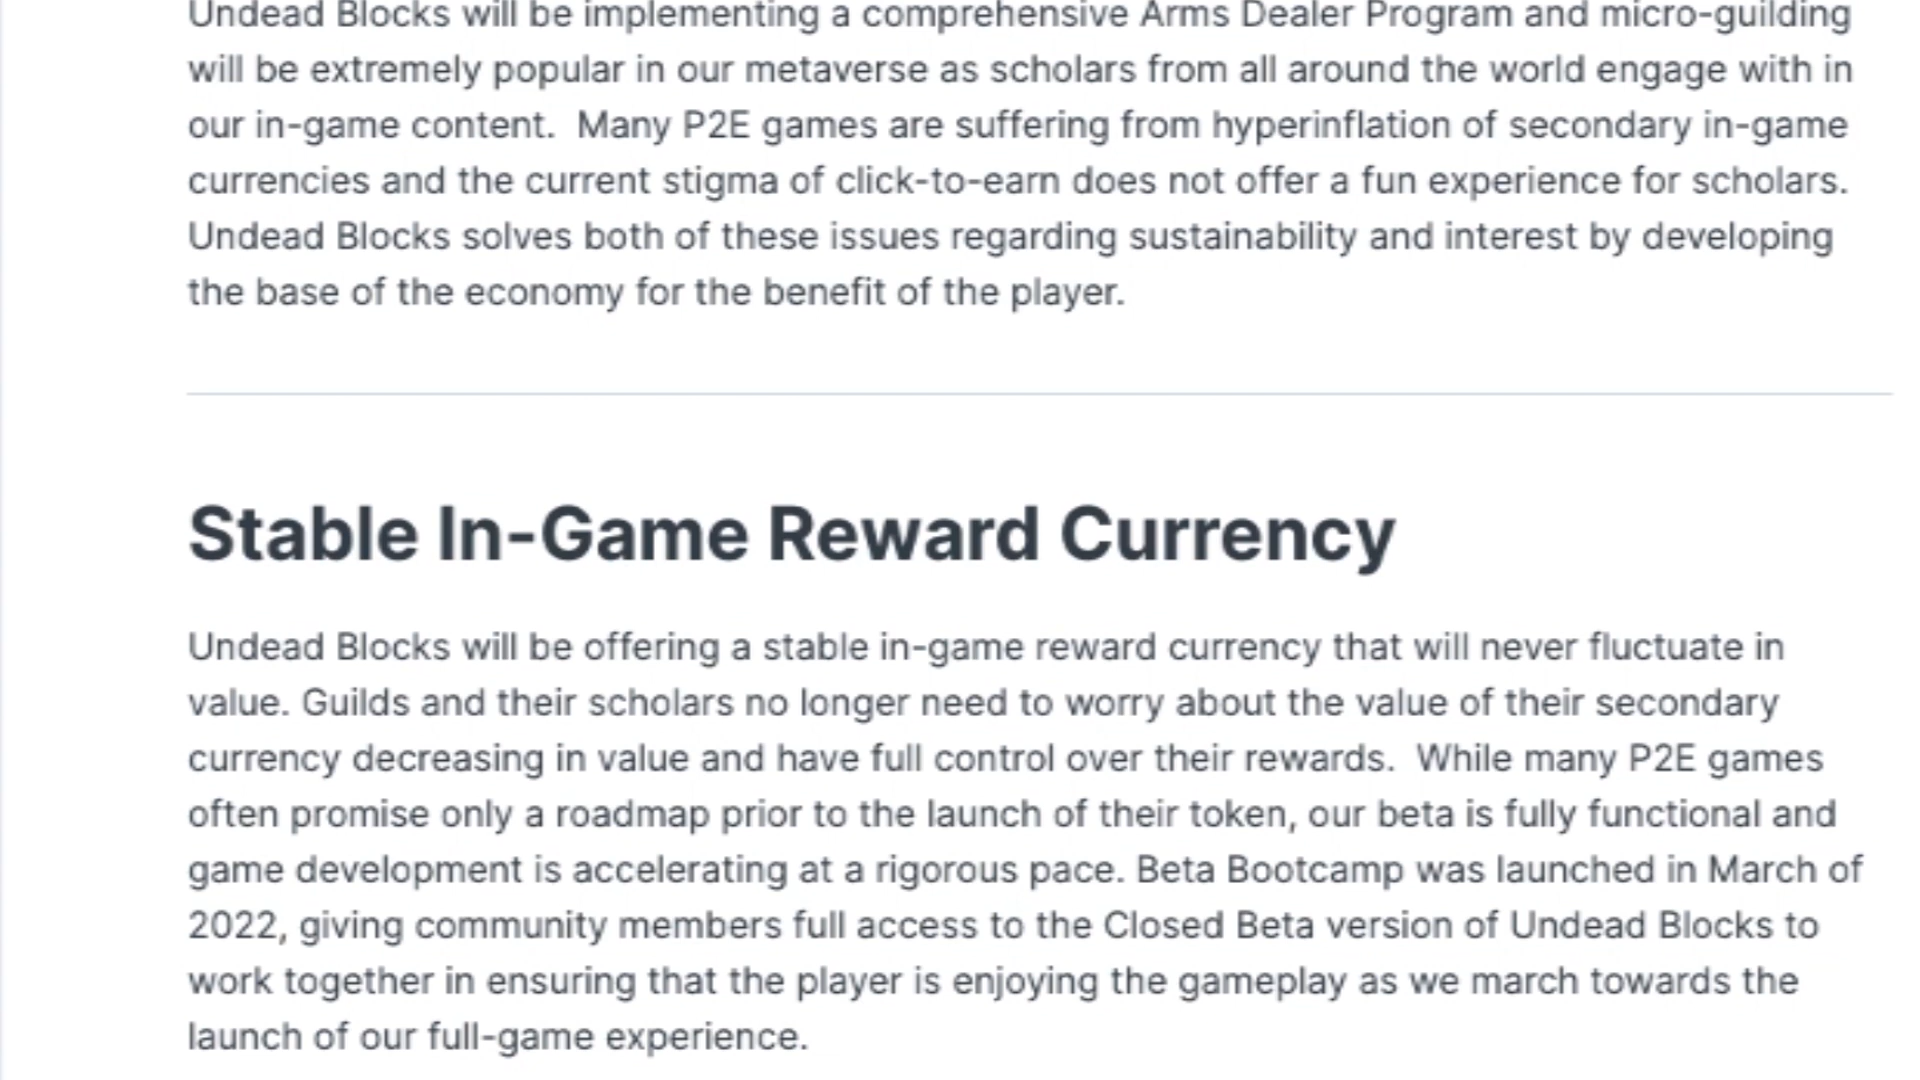 Undead Blocks will be implementing a comprehensive Arms Dealer Program and micro-guilding
will be extremely popular in our metaverse as scholars from all around the world engage with in
our in-game content.  Many P2E games are suffering from hyperinflation of secondary in-game
currencies and the current stigma of click-to-earn does not offer a fun experience for scholars.
Undead Blocks solves both of these issues regarding sustainability and interest by developing
the base of the economy for the benefit of the player.
Stable In-Game Reward Currency
Undead Blocks will be offering a stable in-game reward currency that will never fluctuate in
value. Guilds and their scholars no longer need to worry about the value of their secondary
currency decreasing in value and have full control over their rewards.  While many P2E games
often promise only a roadmap prior to the launch of their token, our beta is fully functional and
game development is accelerating at a rigorous pace. Beta Bootcamp was launched in March of
2022, giving community members full access to the Closed Beta version of Undead Blocks to
work together in ensuring that the player is enjoying the gameplay as we march towards the
launch of our full-game experience.